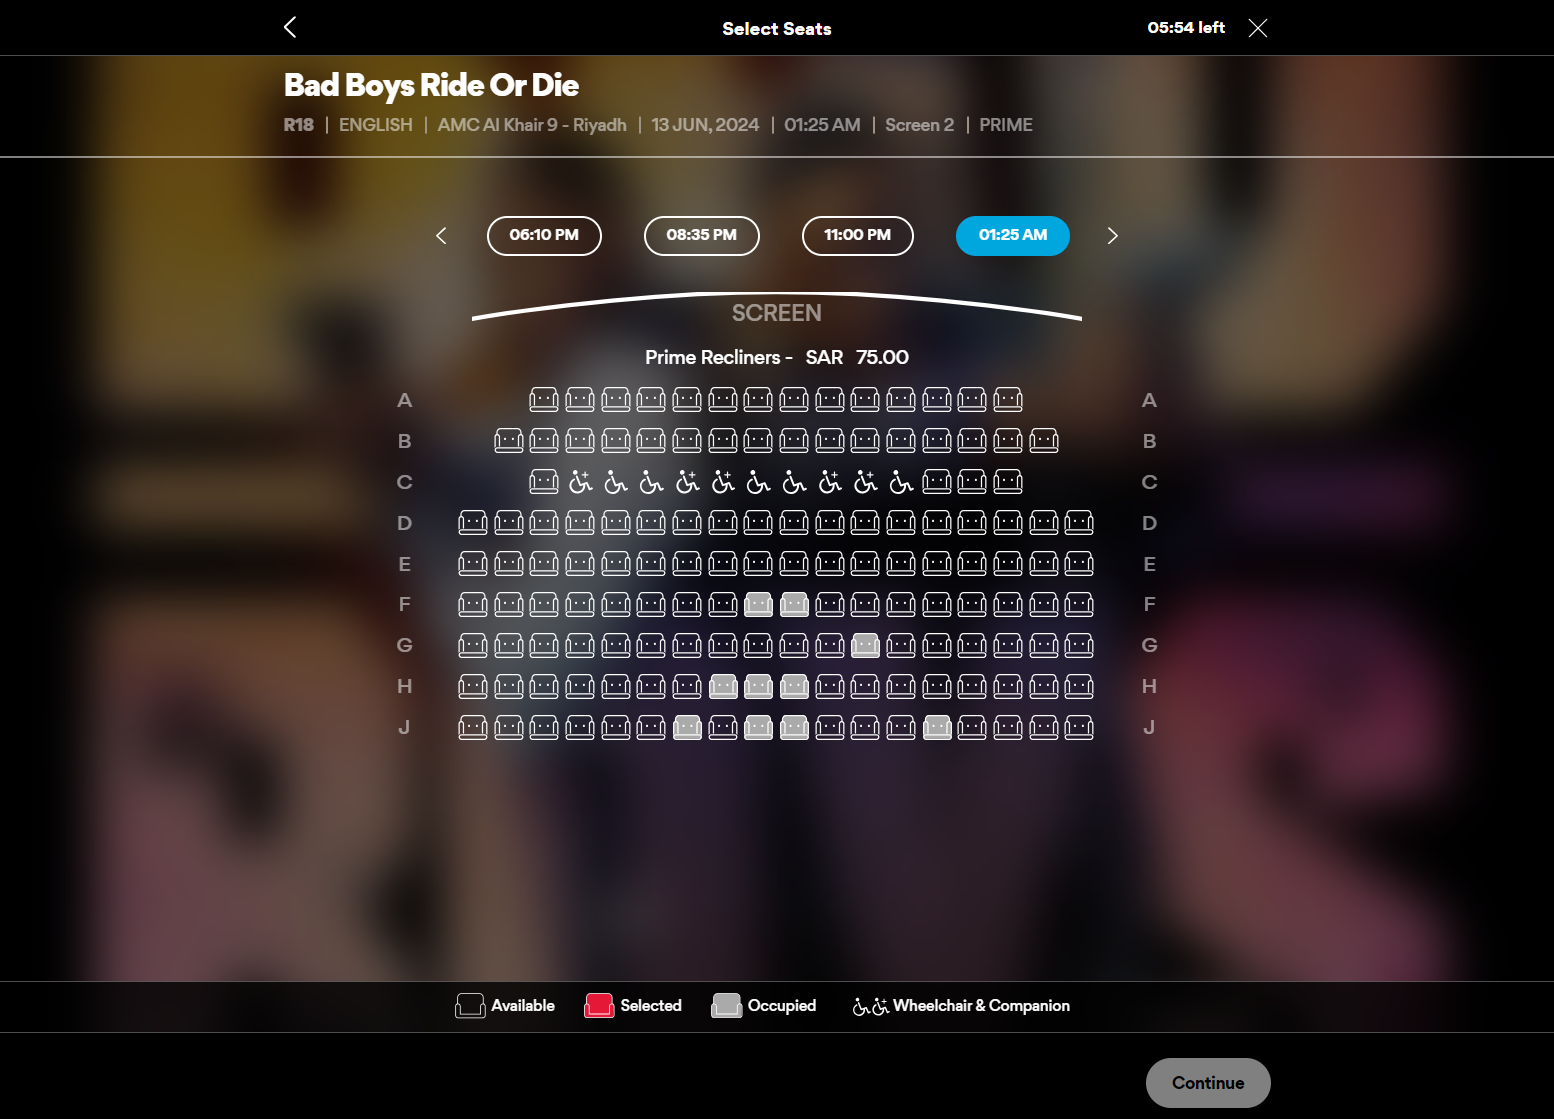 Select Seats
05:54 left
Bad Boys Ride Or Die
R18 | ENGLISH | AMC Al Khair 9 - Riyadh | 13 JUN, 2024 | 01:25 AM | Screen 2 | PRIME
06:10 PM 08:35 PM 11:00 PM 01:25 AM
SCREEN
Prime Recliners - SAR 75.00
A A
B B
C C
D D
E E
F F
G G
H H
J J
Available Selected Occupied Wheelchair & Companion
Continue